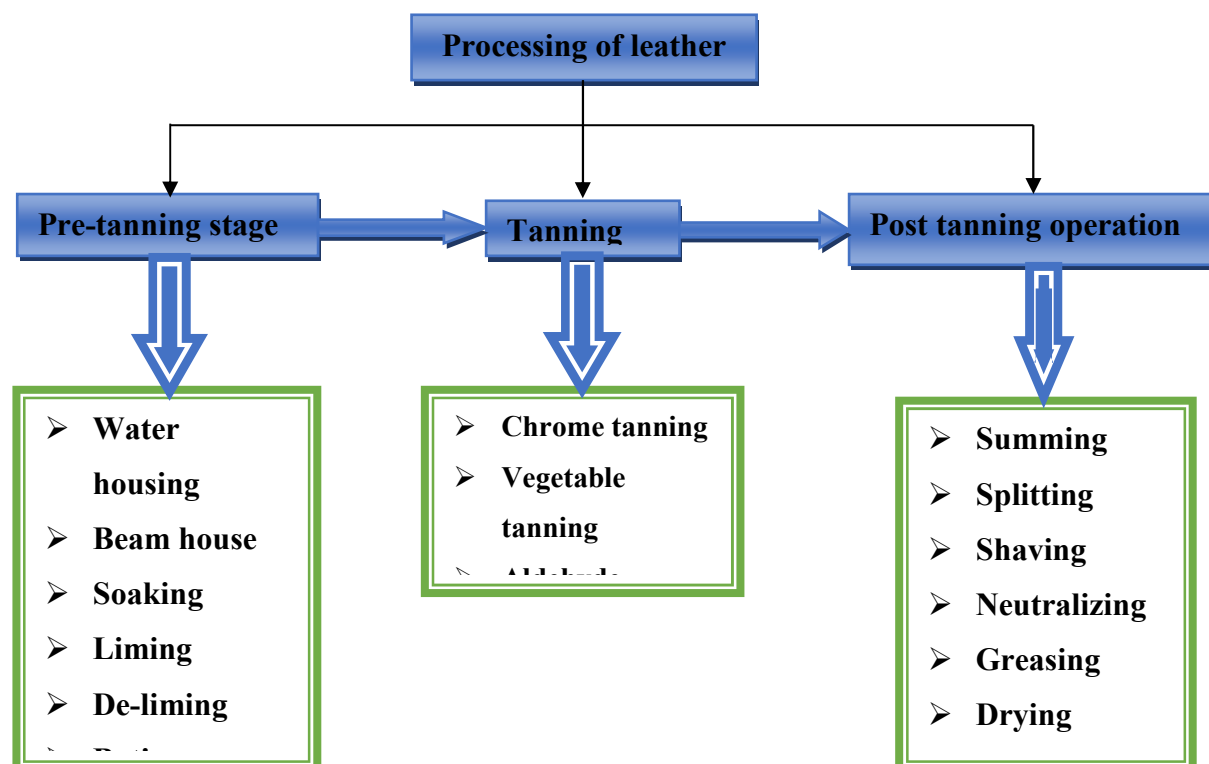 Processing of leather
Pre-tanning stage
Tanning
Post tanning operation
➢ Water
housing
➢ Beam house
➢ Soaking
➢ Liming
➢ De-liming
➢ Chrome tanning
➢ Vegetable
tanning
➢ Summing
➢ Splitting
➢ Shaving
➢ Neutralizing
➢ Greasing
➢ Drying